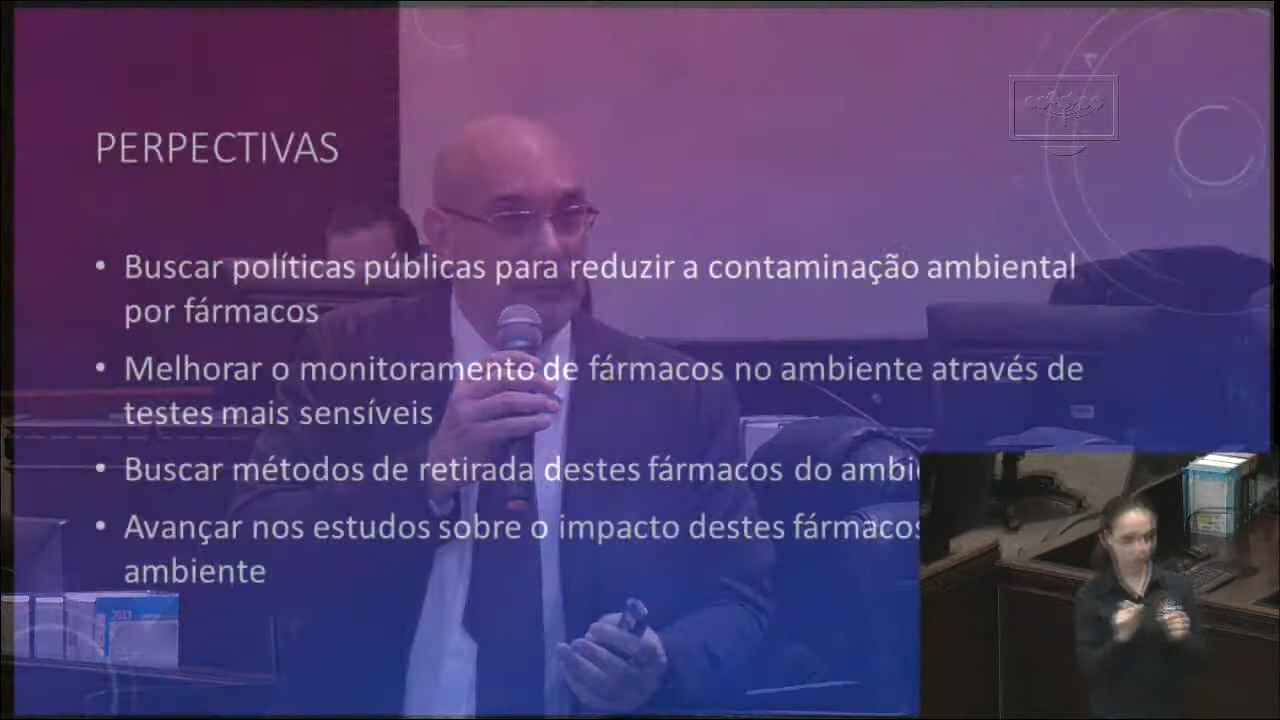 PERPECTIVAS
• Buscar políticas públicas para reduzir a contaminação ambiental
por fármacos
• Melhorar o monitoramento de fármacos no ambiente através de
testes mais sensíveis
• Buscar métodos de retirada destes fármacos do
• Avançar nos estudos sobre o impacto destes fármacos
ambiente
2013